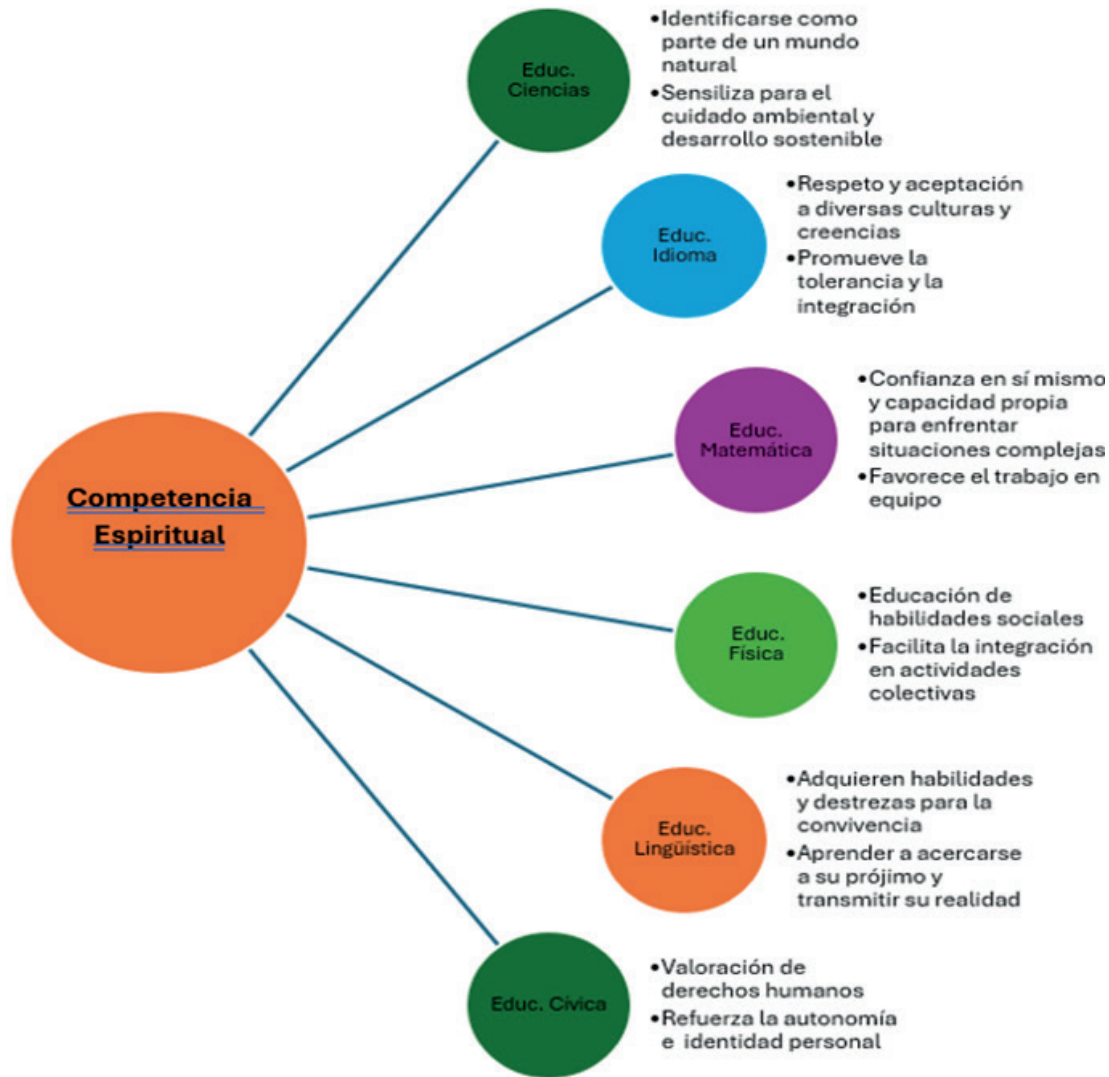 Competencia
Espiritual
Educ.
Ciencias
•Identificarse como
parte de un mundo
natural
•Sensiliza para el
cuidado ambiental y
desarrollo sostenible
Educ.
Idioma
•Respeto y aceptación
a diversas culturas y
creencias
•Promueve la
tolerancia y la
integración
Educ.
Matemática
•Confianza en sí mismo
y capacidad propia
para enfrentar
situaciones complejas
•Favorece el trabajo en
equipo
Educ.
Física
•Educación de
habilidades sociales
•Facilita la integración
en actividades
colectivas
Educ.
Lingüística
•Adquieren habilidades
y destrezas para la
convivencia
•Aprender a acercarse
a su prójimo y
transmitir su realidad
Educ. Cívica
•Valoración de
derechos humanos
•Refuerza la autonomía
e identidad personal